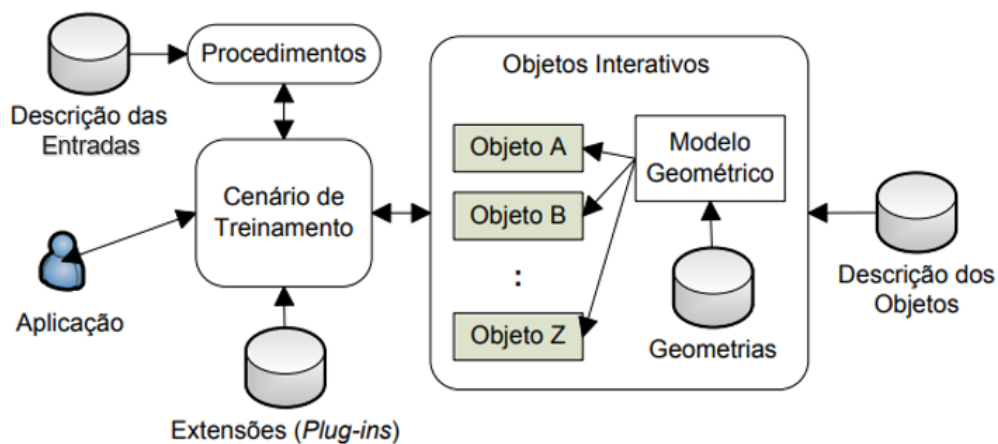 Procedimentos
Descrição das
Entradas
Cenário de
Treinamento
Aplicação
Extensões (Plug-ins)
Objetos Interativos
Objeto A
Objeto B
:
Objeto Z
Modelo
Geométrico
Geometrias
Descrição dos
Objetos